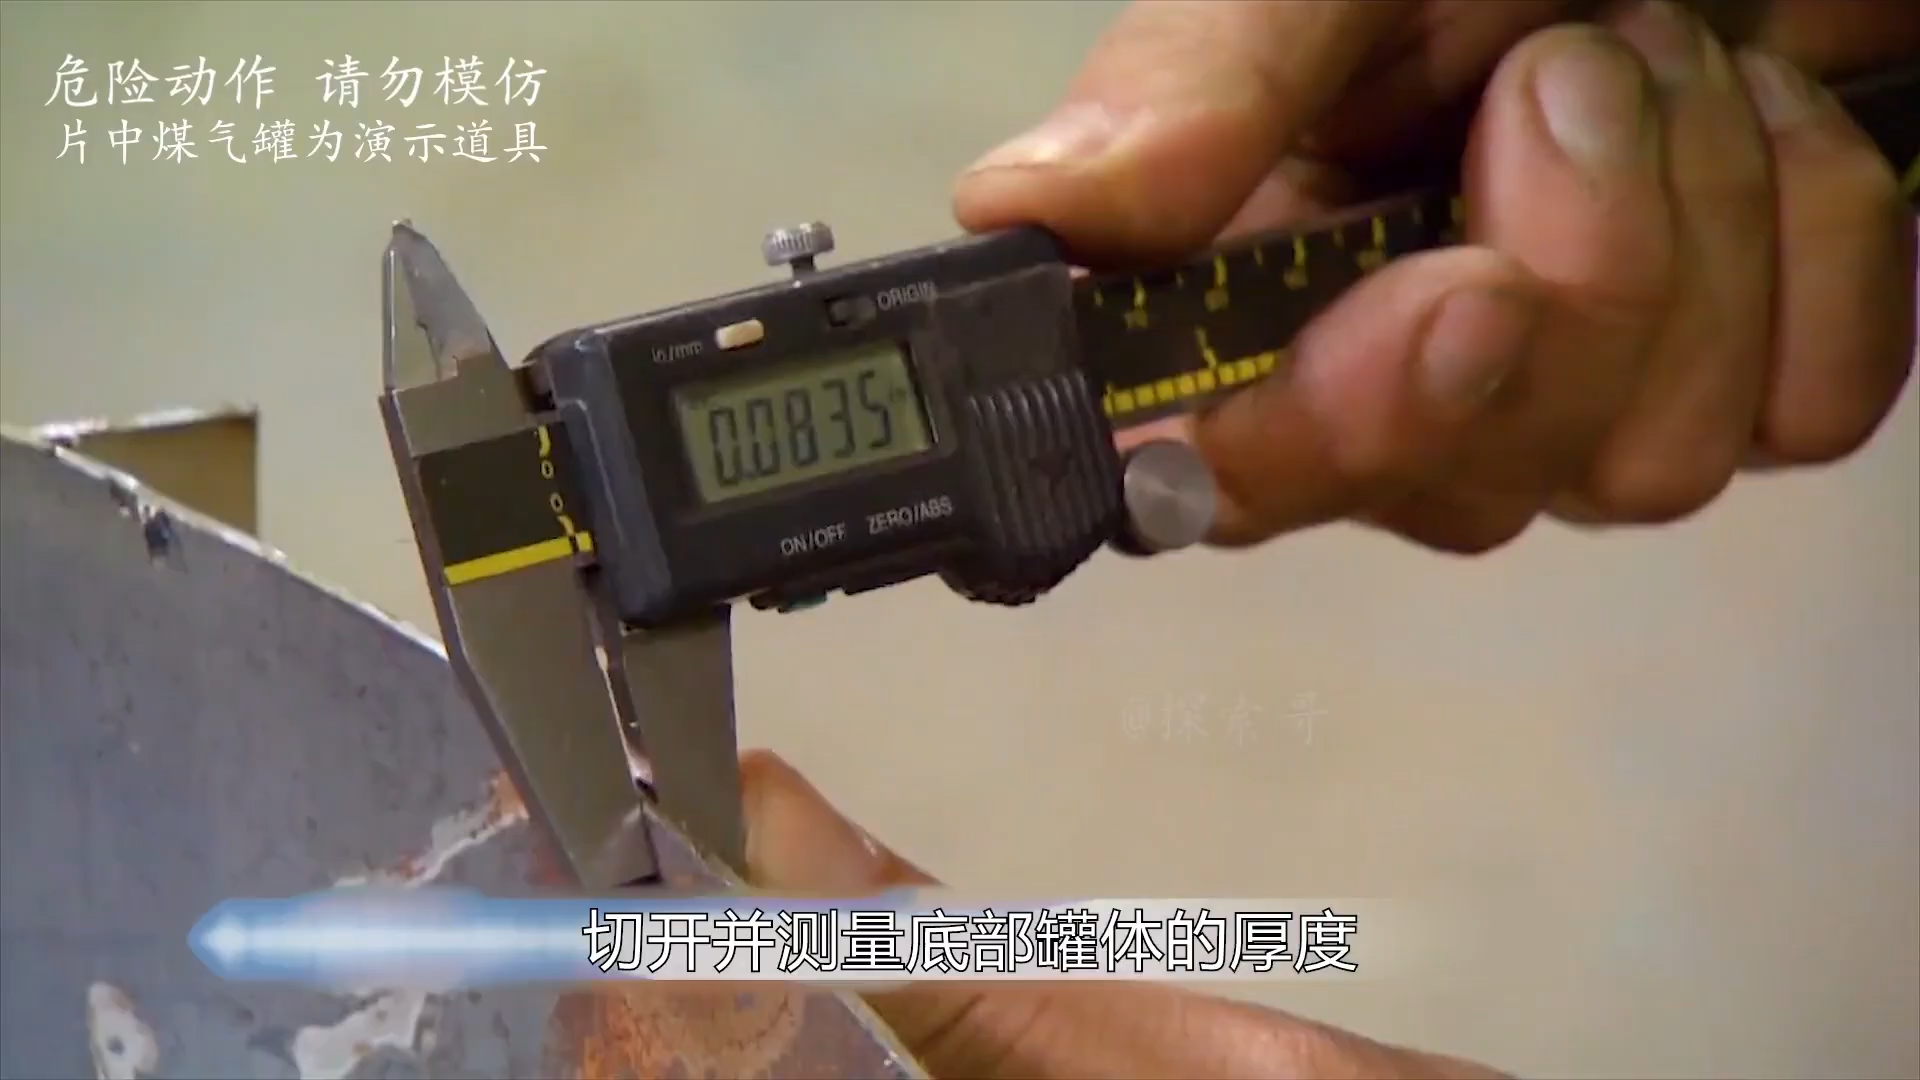 危险动作 请勿模仿
片中煤气罐为演示道具
ORIGIN
in/mm
0.0835
ON/OFF ZERO/ABS
@探索哥
切开并测量底部罐体的厚度